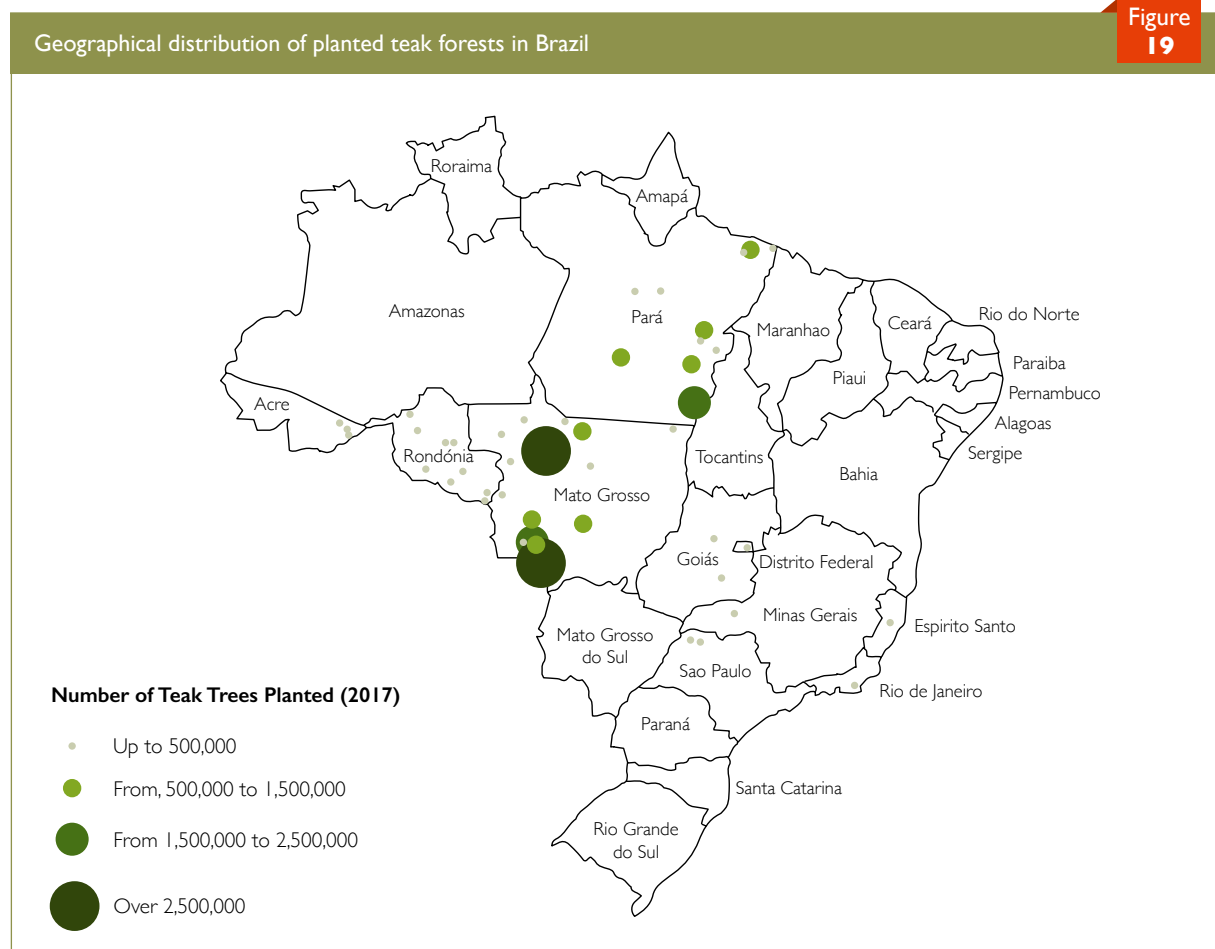 Figure
19
Geographical distribution of planted teak forests in Brazil
Roraima
Amapá
Amazonas
Pará
Maranhao
Ceará
Rio do Norte
Paraiba
Piaui
Pernambuco
Acre
Alagoas
Rondónia
Tocantins
Sergipe
Bahia
Mato Grosso
Goiás
Distrito Federal
Minas Gerais
Espirito Santo
Mato Grosso
do Sul
Sao Paulo
Rio de Janeiro
Paraná
Santa Catarina
Rio Grande
do Sul
Number of Teak Trees Planted (2017)
Up to 500,000
From, 500,000 to 1,500,000
From 1,500,000 to 2,500,000
Over 2,500,000